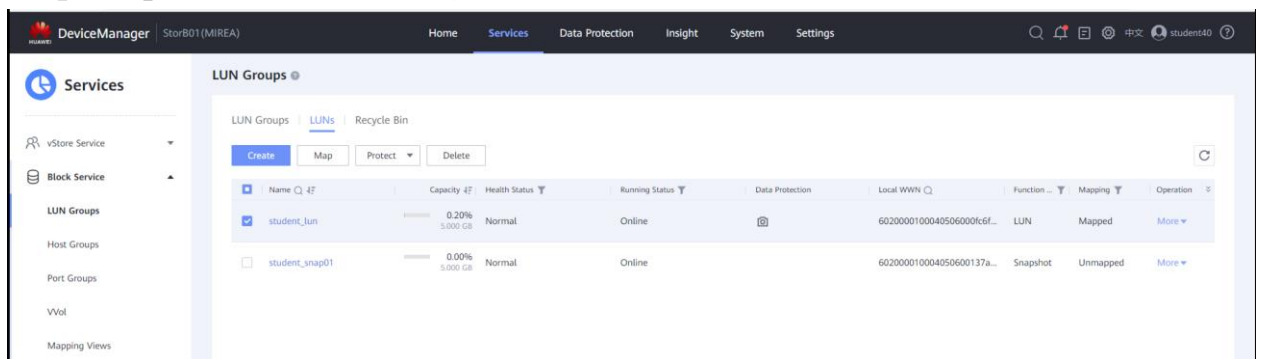 HUAWEI DeviceManager StorB01(MIREA) Home Services Data Protection Insight System Settings 中文 student40
Services
vStore Service
Block Service
LUN Groups
Host Groups
Port Groups
VVol
Mapping Views
LUN Groups
LUN Groups LUNs Recycle Bin
Create Map Protect Delete
Name Capacity Health Status Running Status Data Protection Local WWN Function ... Mapping Operation
student_lun 0.20% 5.000 GB Normal Online 6020000100040506000fc6f... LUN Mapped More
student_snap01 0.00% 5.000 GB Normal Online 602000010004050600137a... Snapshot Unmapped More